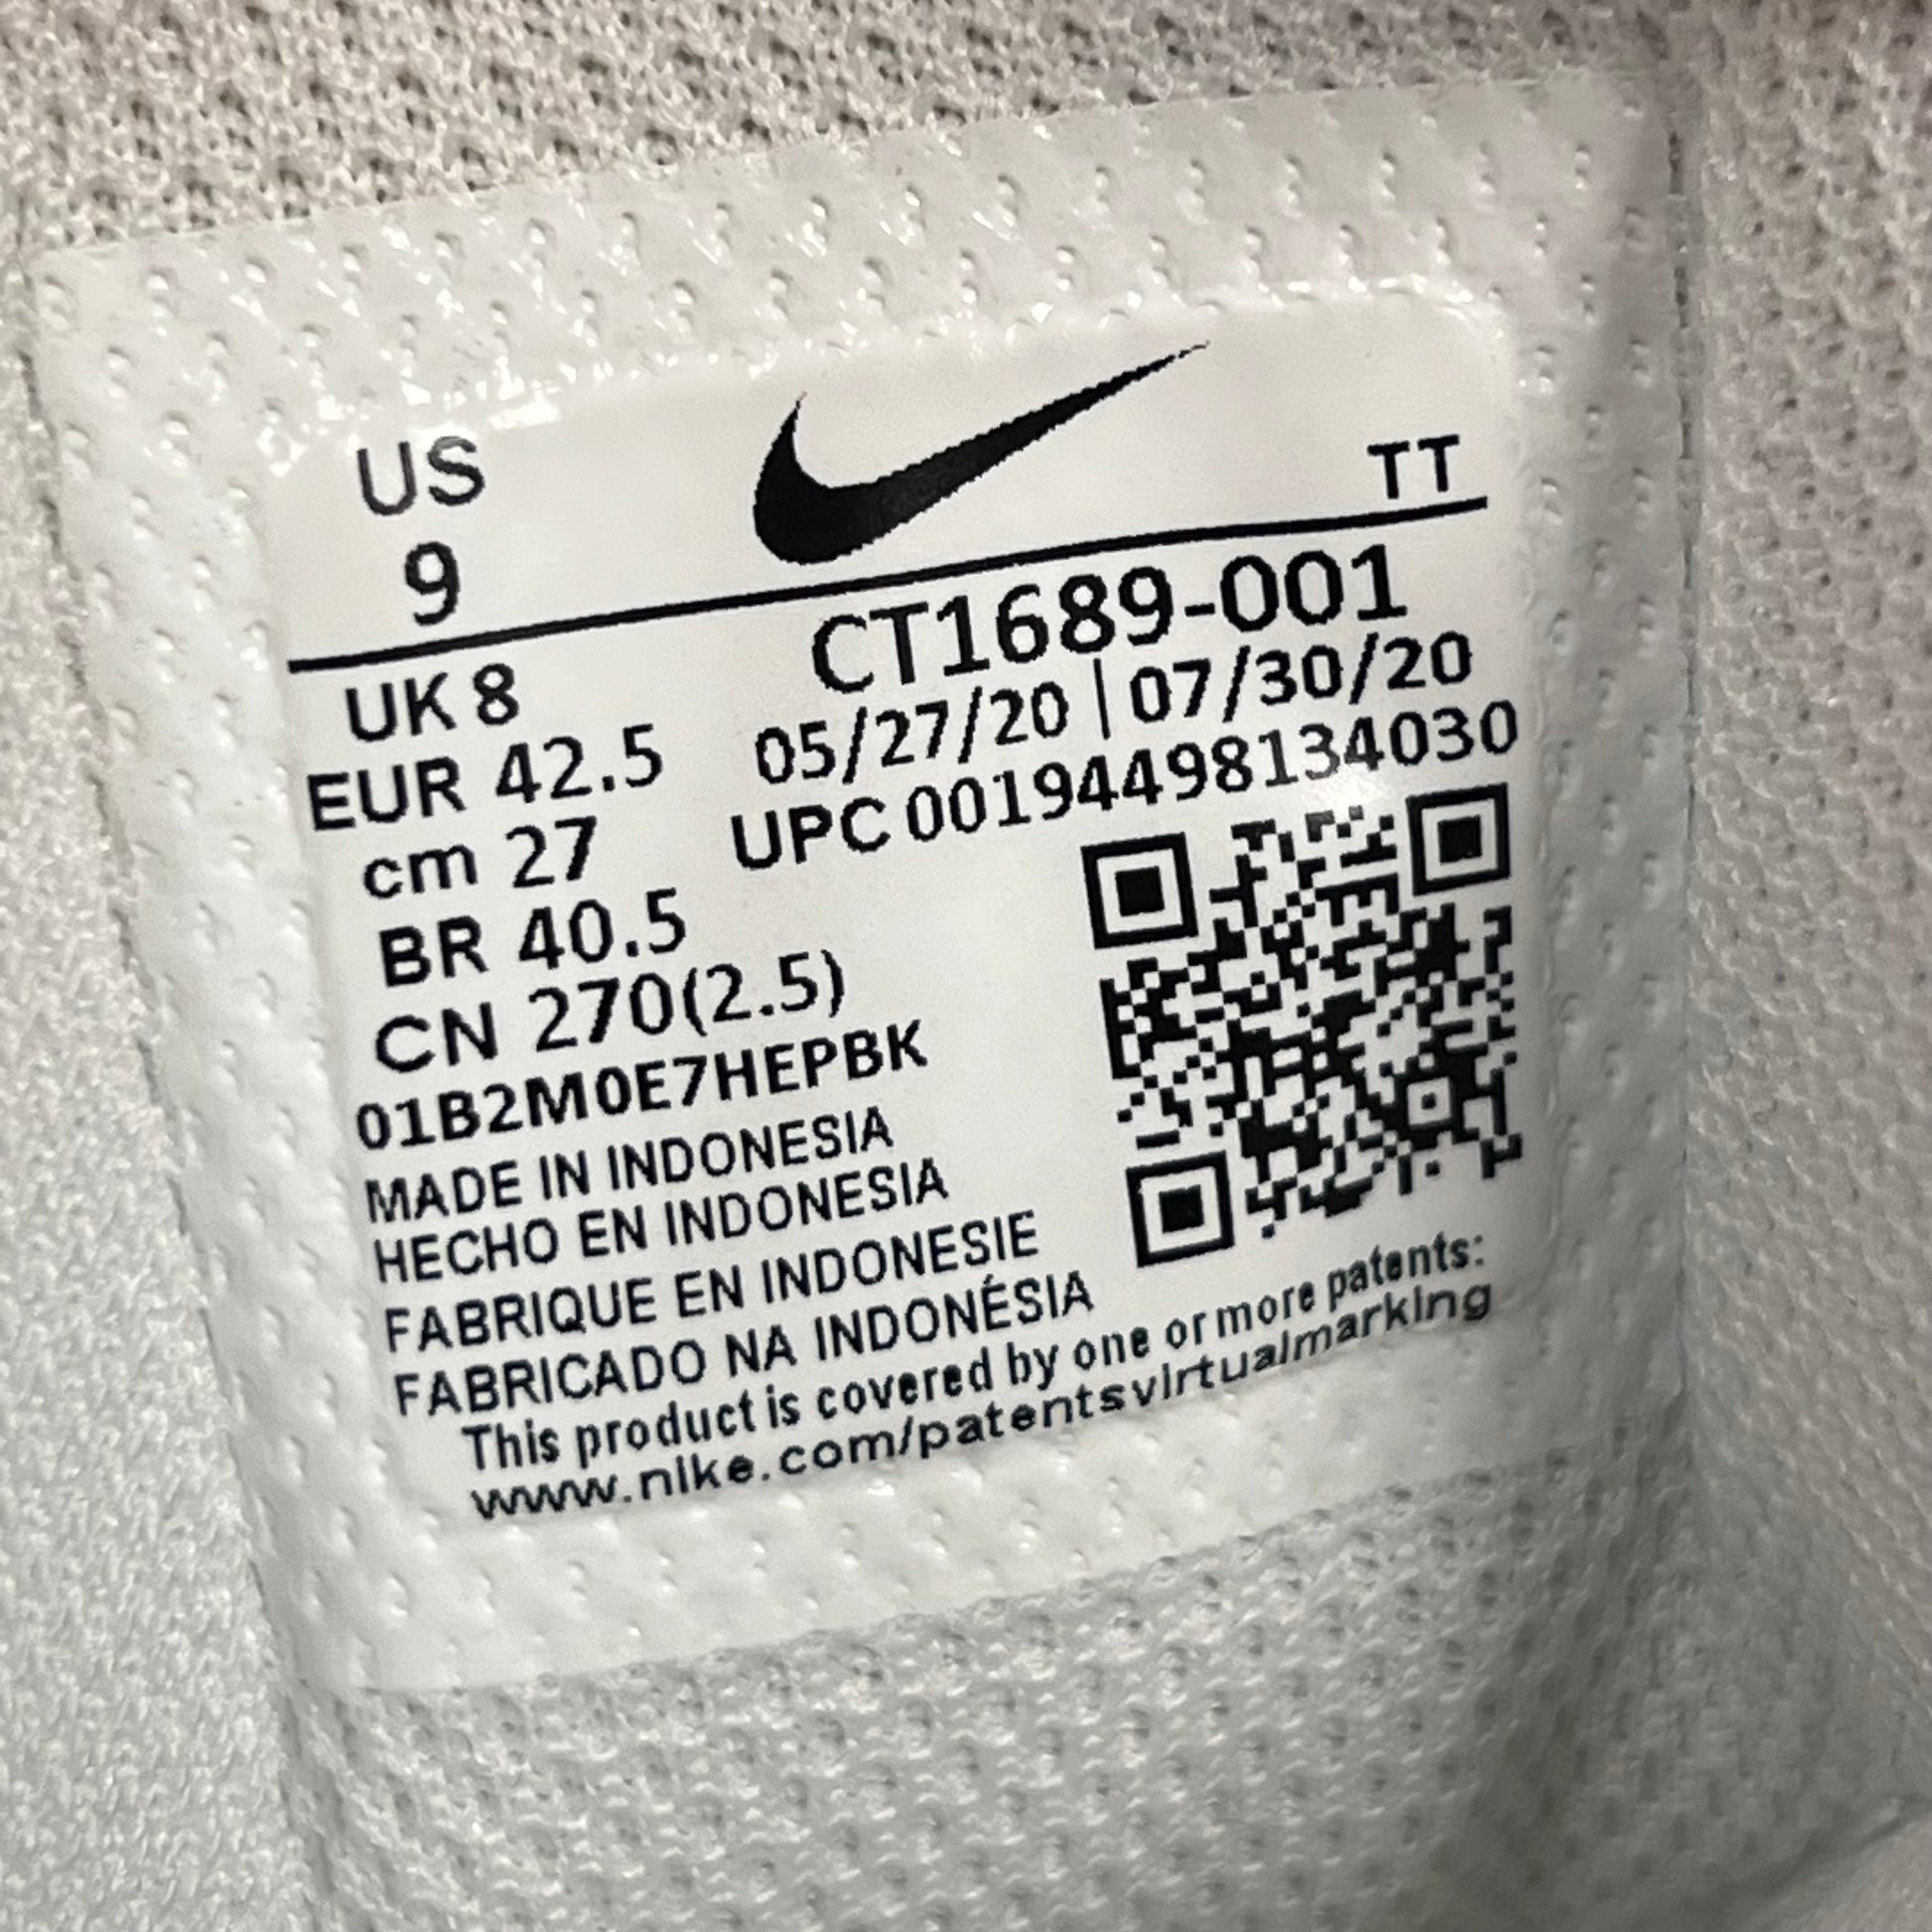 US TT
9
CT1689-001
UK 8
05/27/20 | 07/30/20
EUR 42.5
UPC 00194498134030
cm 27
BR 40.5
CN 270(2.5)
01B2M0E7HEPBK
MADE IN INDONESIA
HECHO EN INDONESIA
FABRIQUE EN INDONESIE
FABRICADO NA INDONÉSIA
This product is covered by one or more patents:
www.nike.com/patentsvirtualmarking